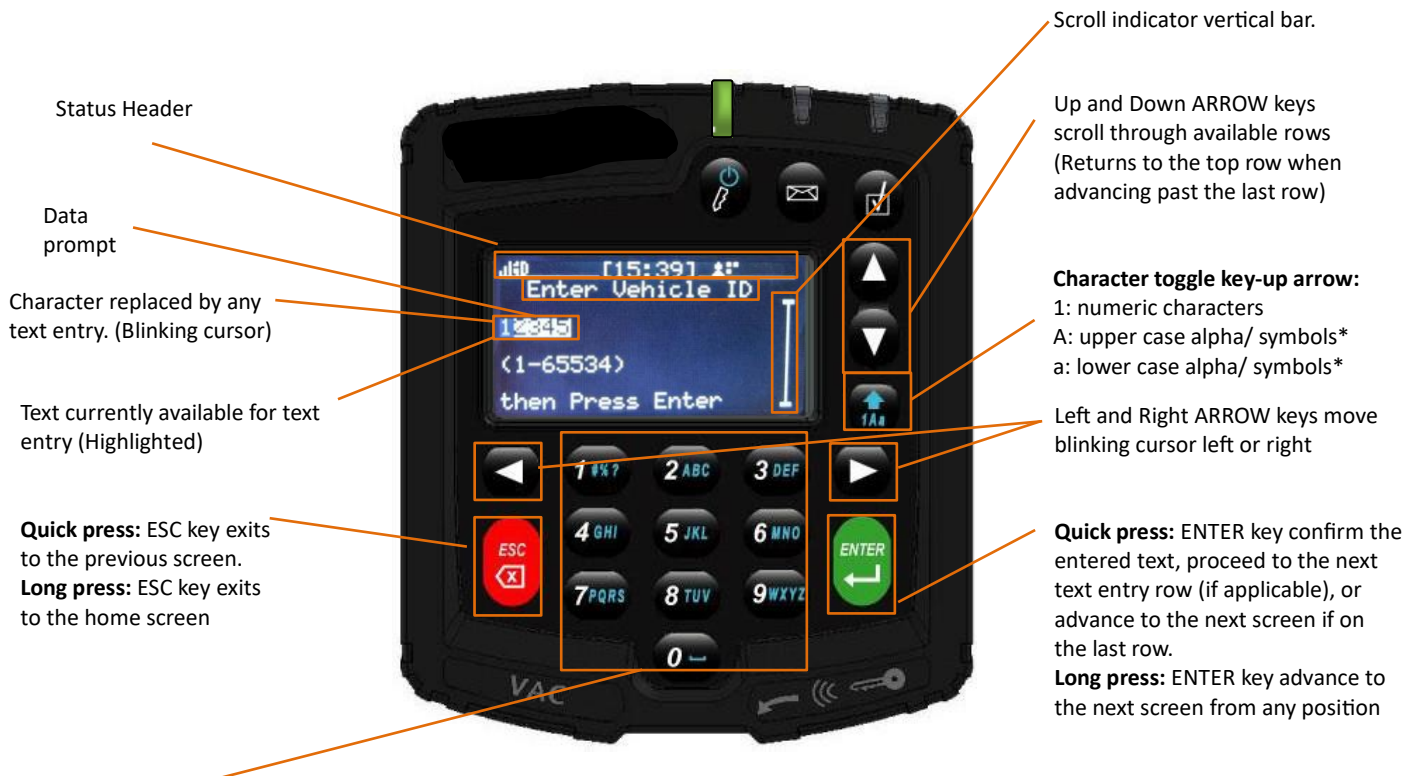 Scroll indicator vertical bar.
Status Header
Up and Down ARROW keys
scroll through available rows
(Returns to the top row when
advancing past the last row)
Data
prompt
Character replaced by any
text entry. (Blinking cursor)
Text currently available for text
entry (Highlighted)
Character toggle key-up arrow:
1: numeric characters
A: upper case alpha/ symbols*
a: lower case alpha/ symbols*
Left and Right ARROW keys move
blinking cursor left or right
[15:39]
Enter Vehicle ID
12345
(1-65534)
then Press Enter
1Aa
1 #%?
2 ABC
3 DEF
4 GHI
5 JKL
6 MNO
7PQRS
8 TUV
9WXYZ
0
ESC
ENTER
VAC
Quick press: ESC key exits
to the previous screen.
Long press: ESC key exits
to the home screen
Quick press: ENTER key confirm the
entered text, proceed to the next
text entry row (if applicable), or
advance to the next screen if on
the last row.
Long press: ENTER key advance to
the next screen from any position